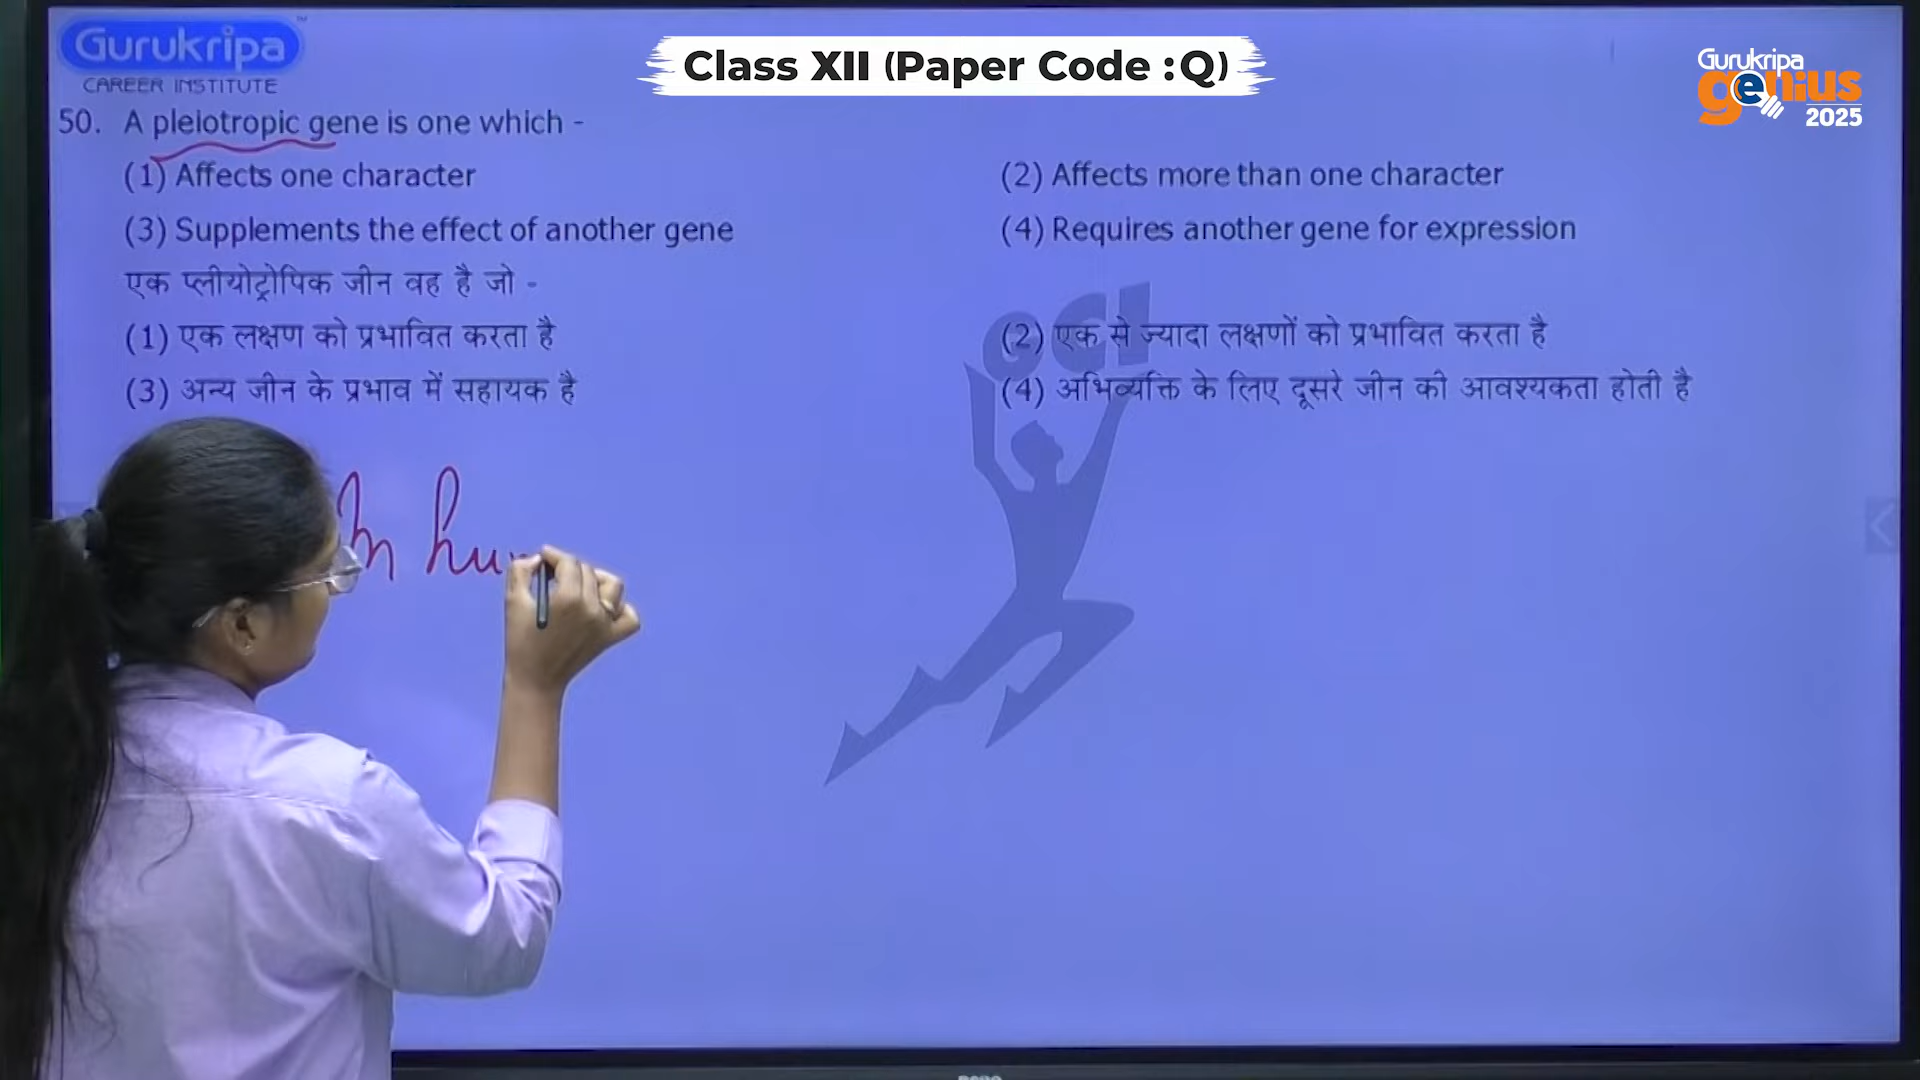 Gurukripa
CAREER INSTITUTE
Class XII (Paper Code :Q)
Gurukripa
genius
2025
50. A pleiotropic gene is one which -
(1) Affects one character
(2) Affects more than one character
(3) Supplements the effect of another gene
(4) Requires another gene for expression
एक प्लीयोट्रोपिक जीन वह है जो -
(1) एक लक्षण को प्रभावित करता है
(2) एक से ज्यादा लक्षणों को प्रभावित करता है
(3) अन्य जीन के प्रभाव में सहायक है
(4) अभिव्यक्ति के लिए दूसरे जीन की आवश्यकता होती है
GCI
In hu